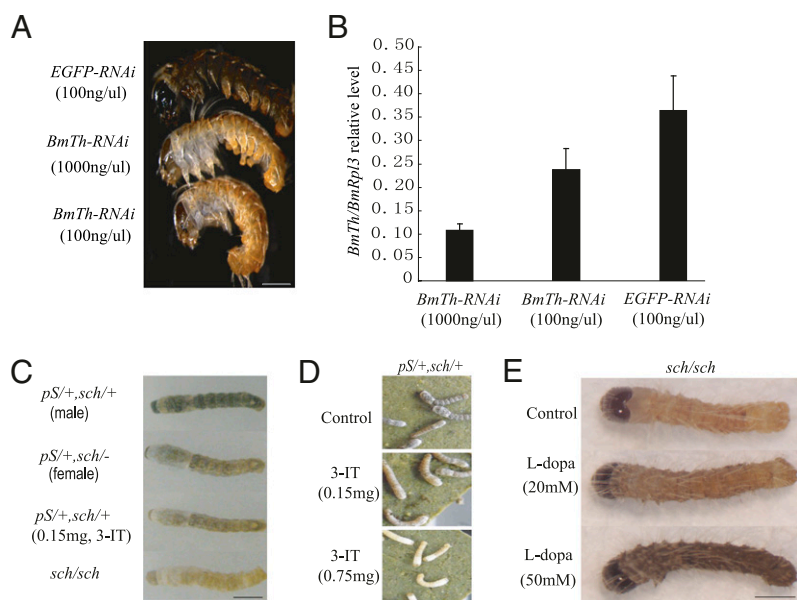 A
EGFP-RNAi
(100ng/ul)
BmTh-RNAi
(1000ng/ul)
BmTh-RNAi
(100ng/ul)
B
BmTh/BmRpl3 relative level
0.50
0.45
0.40
0.35
0.30
0.25
0.20
0.15
0.10
0
BmTh-RNAi
(1000ng/ul)
BmTh-RNAi
(100ng/ul)
EGFP-RNAi
(100ng/ul)
C
pS/+,sch/+
(male)
pS/+,sch/-
(female)
pS/+,sch/+
(0.15mg, 3-IT)
sch/sch
D
pS/+,sch/+
Control
3-IT
(0.15mg)
3-IT
(0.75mg)
E
sch/sch
Control
L-dopa
(20mM)
L-dopa
(50mM)